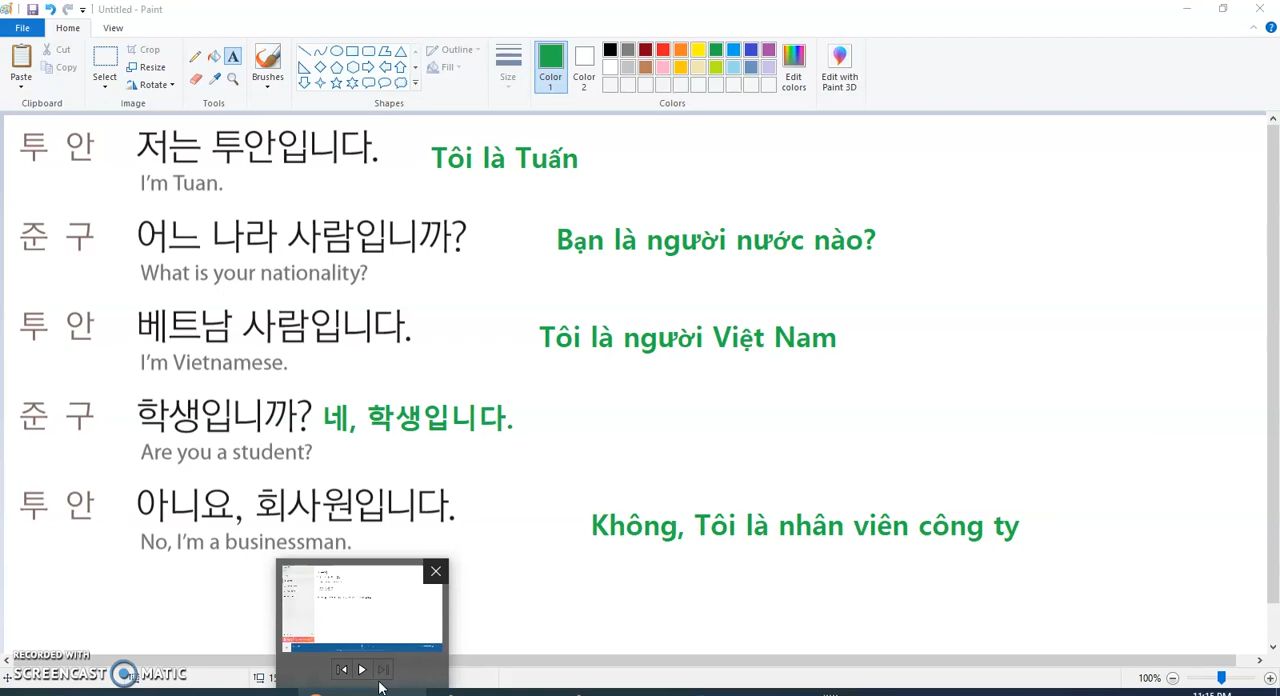 Untitled - Paint
File Home View
Paste Cut Copy Select Crop Resize Rotate Brushes Outline Fill Size Color 1 Color 2 Edit colors Edit with Paint 3D
Clipboard Image Tools Shapes Colors
투 안 저는 투안입니다. Tôi là Tuấn
I'm Tuan.
준 구 어느 나라 사람입니까? Bạn là người nước nào?
What is your nationality?
투 안 베트남 사람입니다. Tôi là người Việt Nam
I'm Vietnamese.
준 구 학생입니까? 네, 학생입니다.
Are you a student?
투 안 아니요, 회사원입니다. Không, Tôi là nhân viên công ty
No, I'm a businessman.
RECORDED WITH
SCREENCAST MATIC
100%